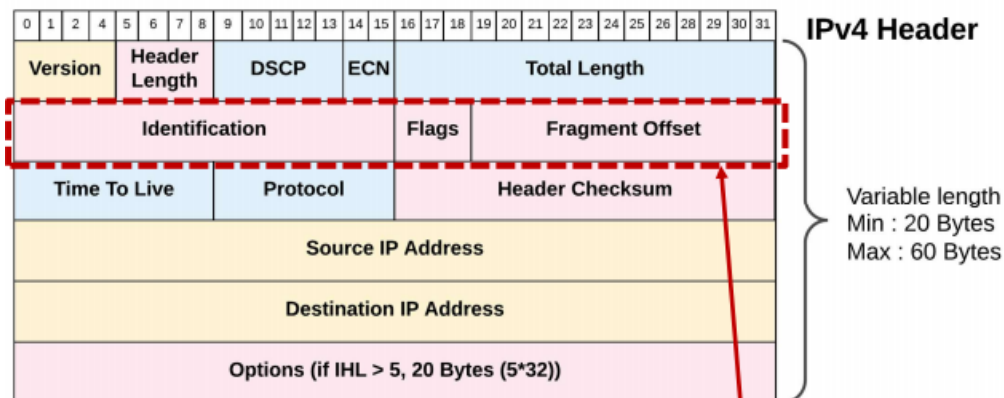 0 1 2 4 5 6 7 8 9 10 11 12 13 14 15 16 17 18 19 20 21 22 23 24 25 26 27 28 29 30 31
IPv4 Header
Version Header Length DSCP ECN Total Length
Identification Flags Fragment Offset
Time To Live Protocol Header Checksum
Source IP Address
Destination IP Address
Options (if IHL > 5, 20 Bytes (5*32))
Variable length
Min : 20 Bytes
Max : 60 Bytes